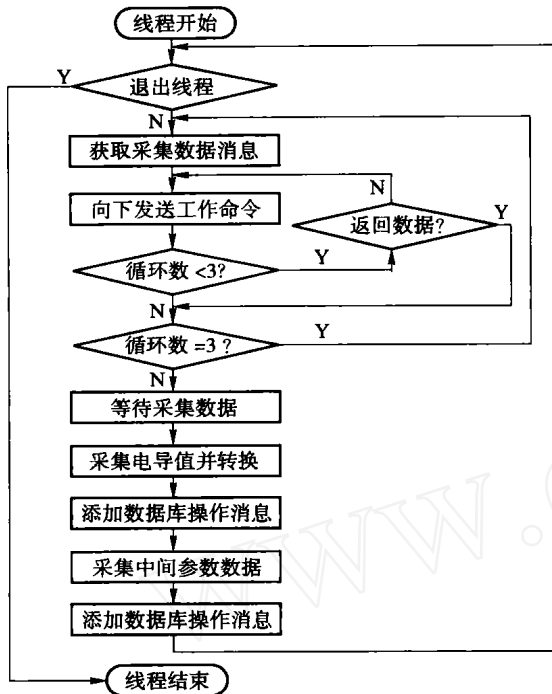 线程开始
Y
退出线程
N
获取采集数据消息
N
向下发送工作命令
返回数据?
Y
循环数 <3?
Y
N
循环数 =3 ?
Y
N
等待采集数据
采集电导值并转换
添加数据库操作消息
采集中间参数数据
添加数据库操作消息
线程结束
www.